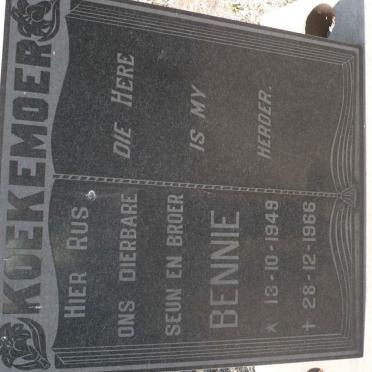 KOEKEMOER
HIER RUS
ONS DIERBARE
SEUN EN BROER
BENNIE
★ 13-10-1949
+ 28-12-1966
DIE HERE
IS MY
HERDER.